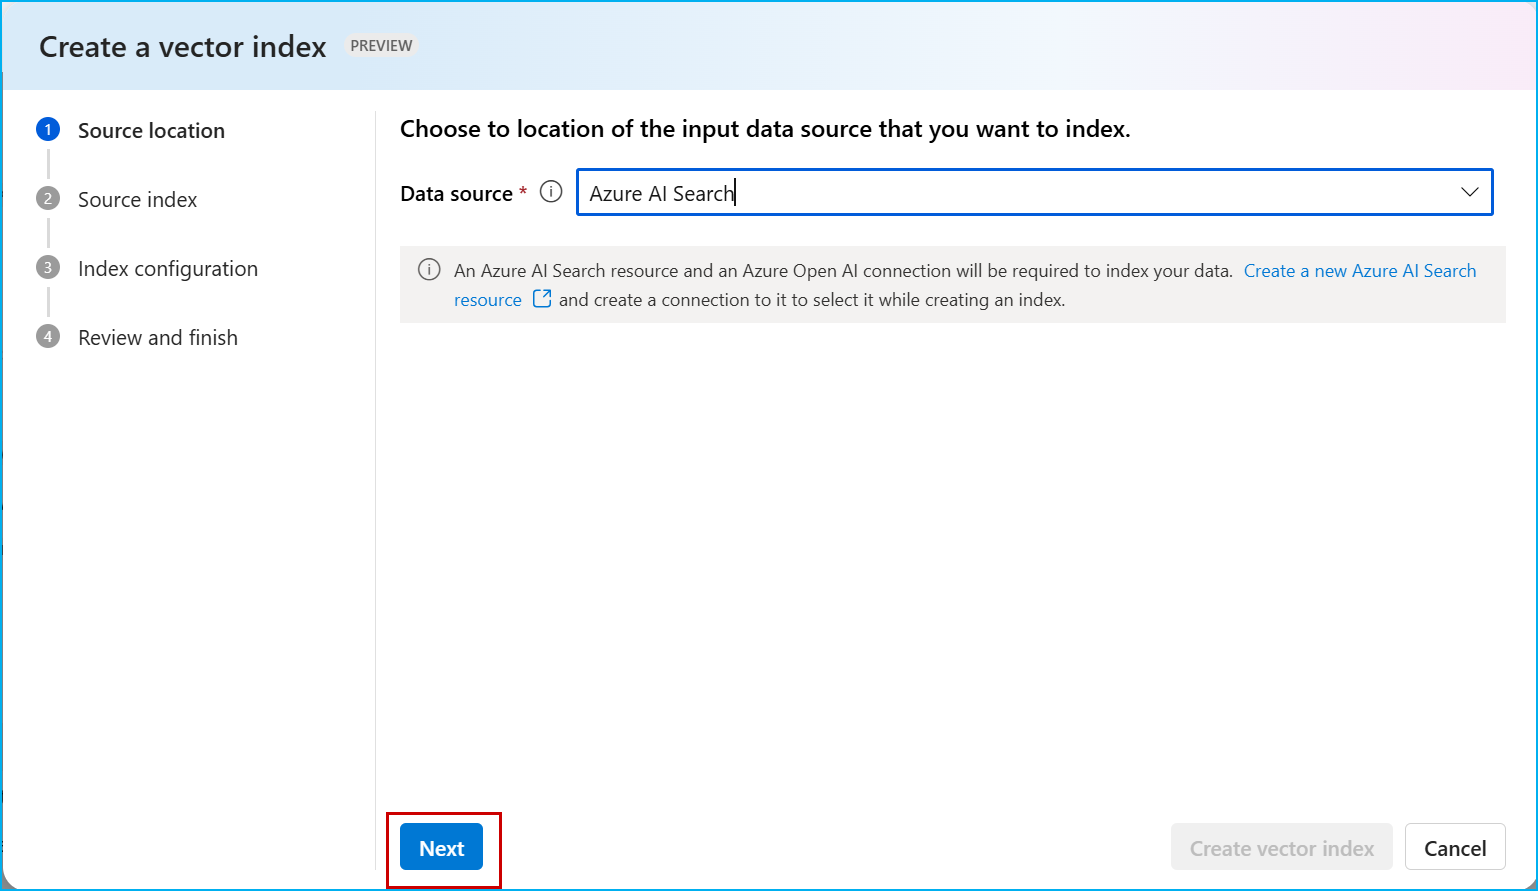 Create a vector index PREVIEW
1 Source location
2 Source index
3 Index configuration
4 Review and finish
Choose to location of the input data source that you want to index.
Data source * Azure AI Search
An Azure AI Search resource and an Azure Open AI connection will be required to index your data. Create a new Azure AI Search
resource and create a connection to it to select it while creating an index.
Next
Create vector index
Cancel